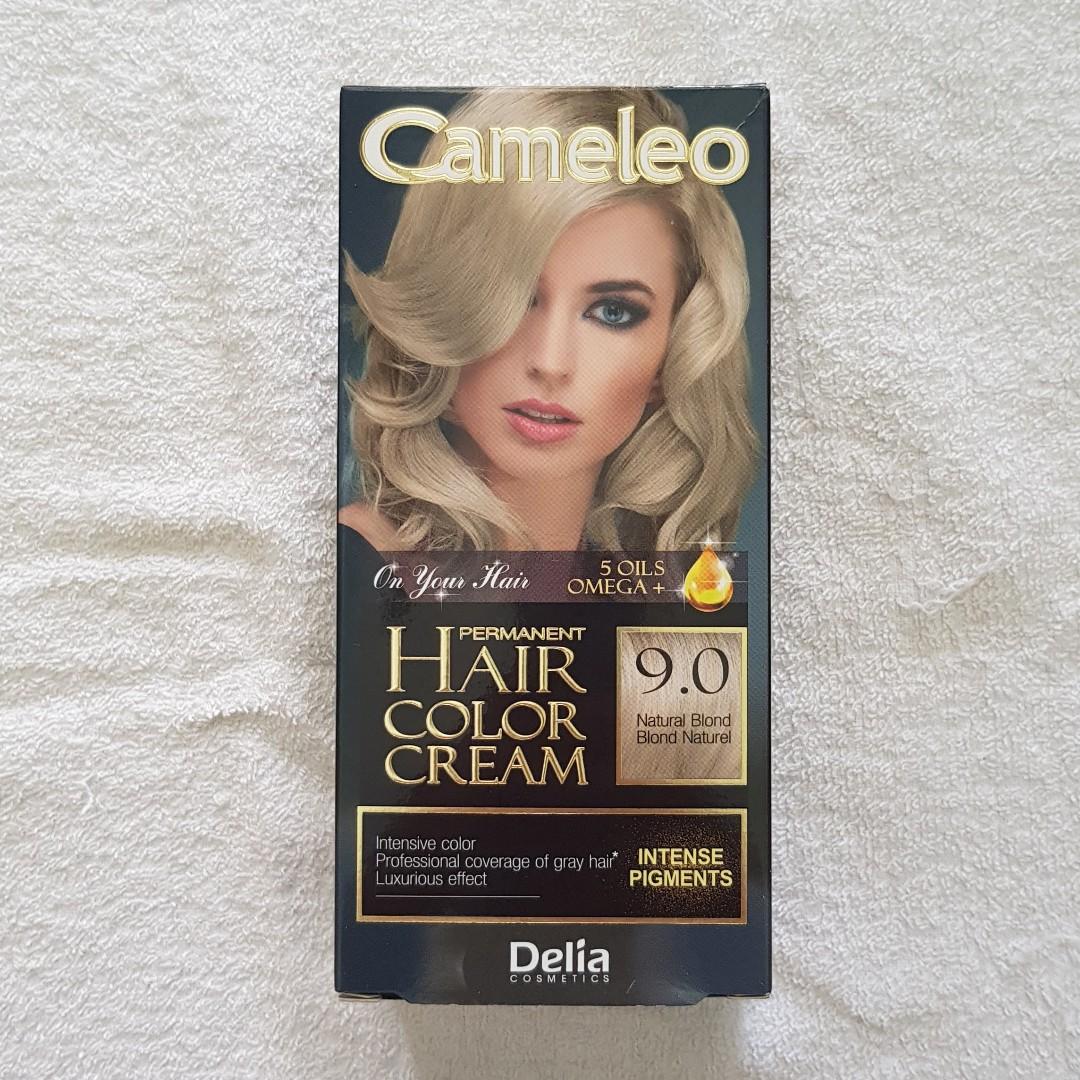 Cameleo
On Your Hair
5 OILS
OMEGA +
PERMANENT
HAIR
COLOR
CREAM
9.0
Natural Blond
Blond Naturel
Intensive color
Professional coverage of gray hair*
Luxurious effect
INTENSE
PIGMENTS
Delia
COSMETICS